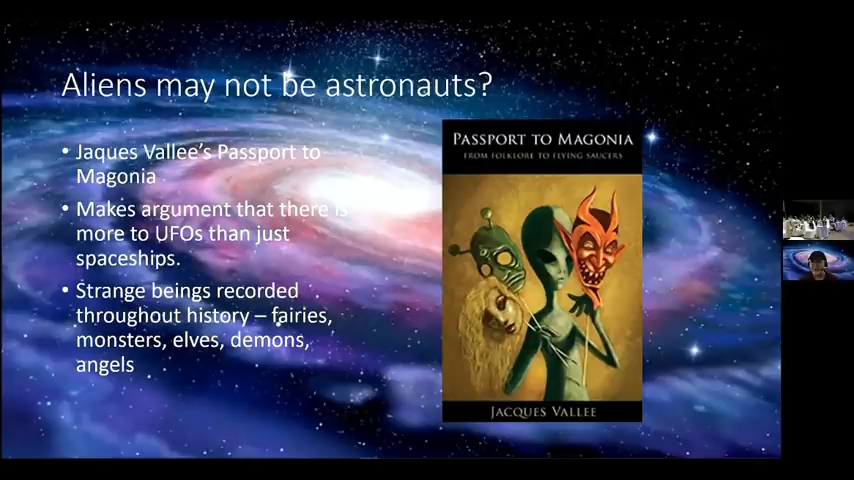 Aliens may not be astronauts?
• Jaques Vallee's Passport to
Magonia
• Makes argument that there is
more to UFOs than just
spaceships.
• Strange beings recorded
throughout history – fairies,
monsters, elves, demons,
angels
PASSPORT TO MAGONIA
FROM FOLKLORE TO FLYING SAUCERS
JACQUES VALLEE